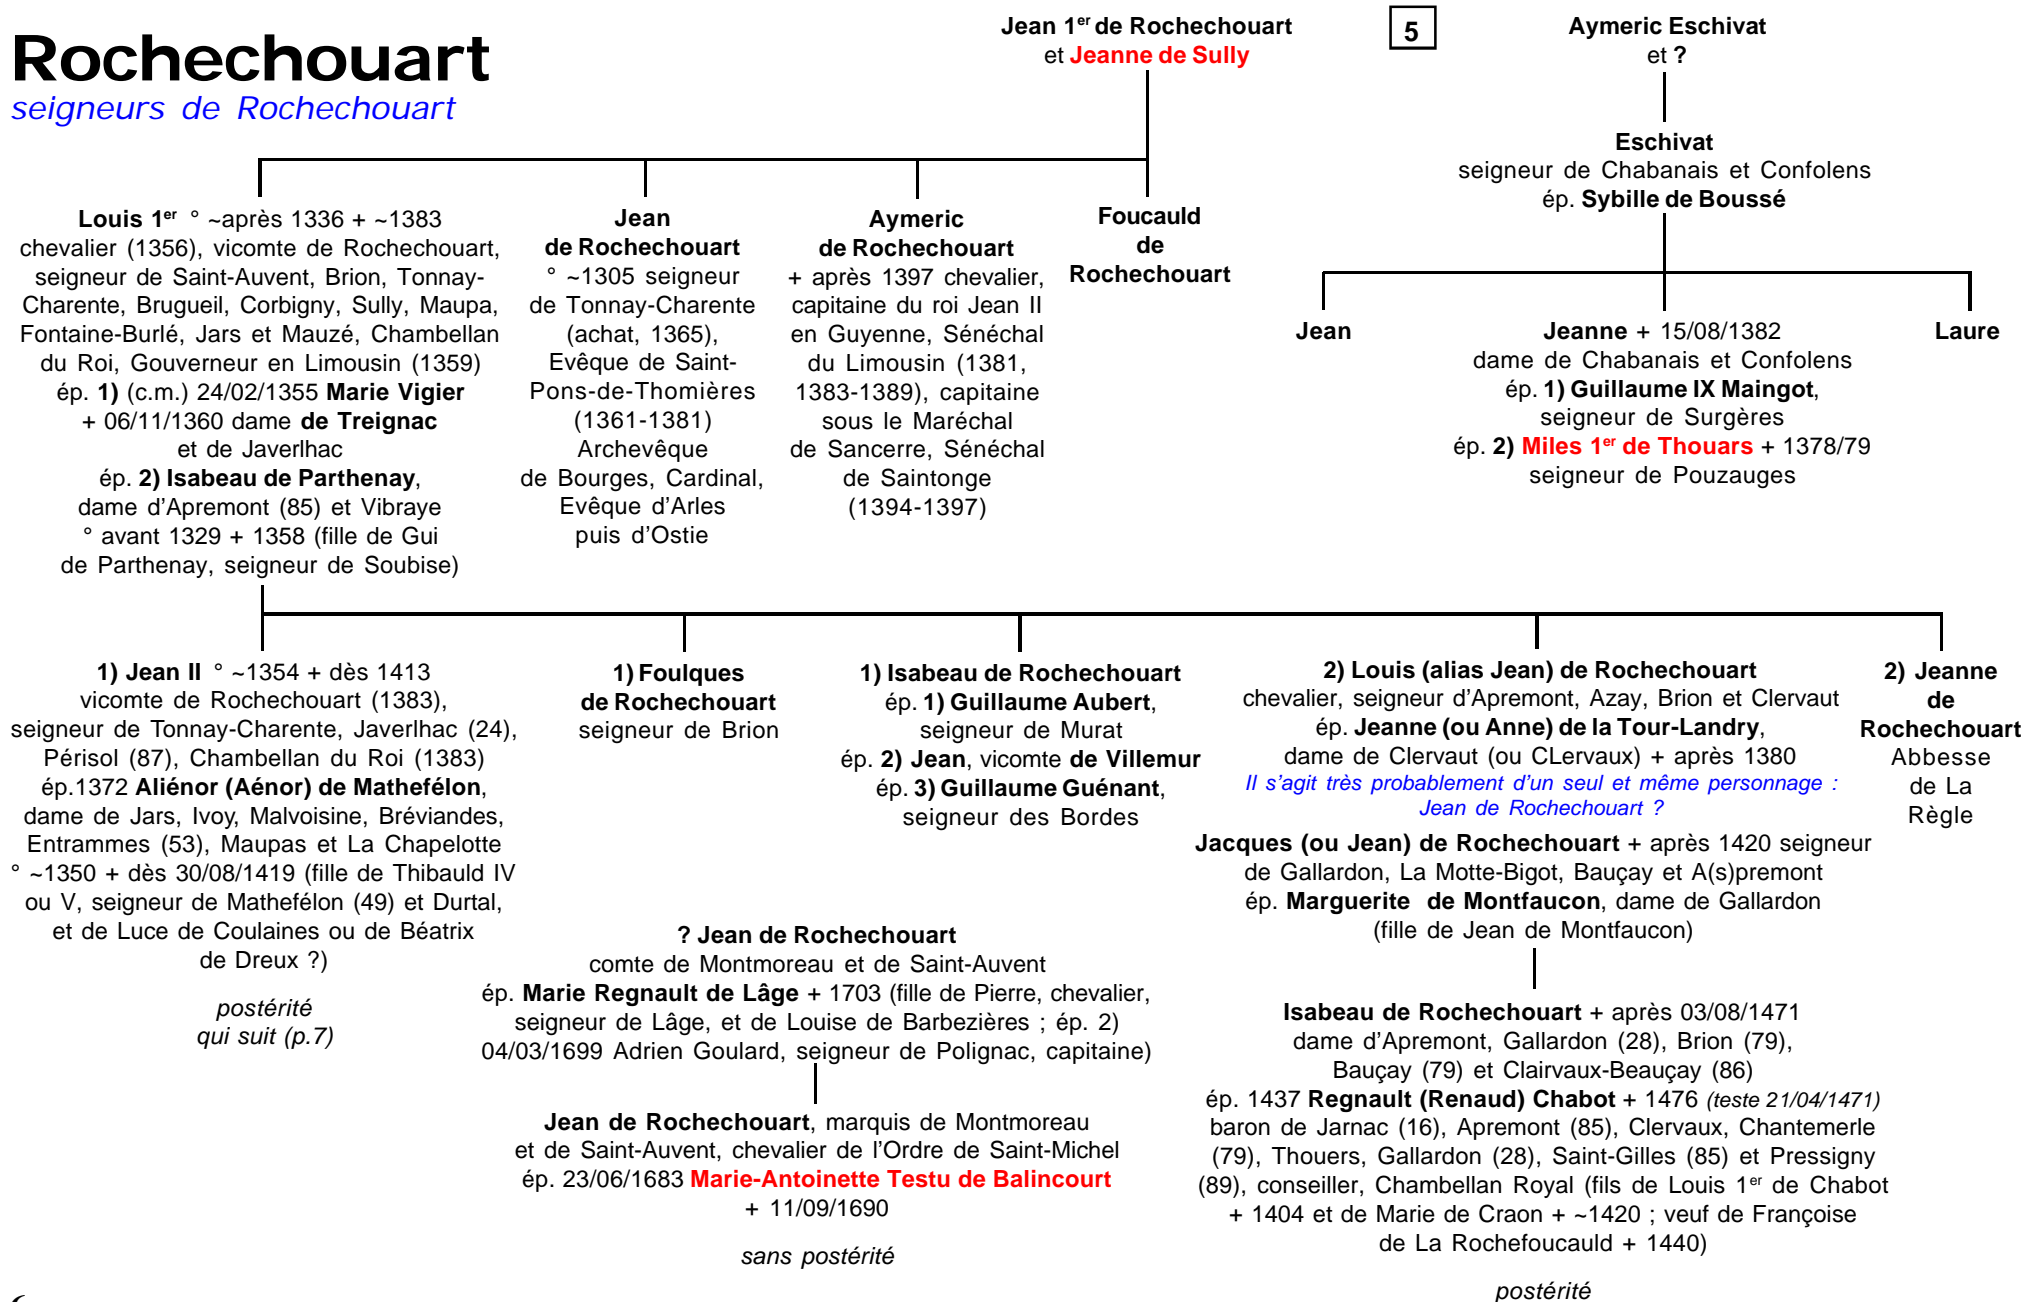 Rochechouart
seigneurs de Rochechouart
Jean 1er de Rochechouart
et Jeanne de Sully
5
Aymeric Eschivat
et ?
Eschivat
seigneur de Chabanais et Confolens
ép. Sybille de Boussé
Louis 1er ° ~après 1336 + ~1383
chevalier (1356), vicomte de Rochechouart,
seigneur de Saint-Auvent, Brion, Tonnay-
Charente, Brugueil, Corbigny, Sully, Maupa,
Fontaine-Burlé, Jars et Mauzé, Chambellan
du Roi, Gouverneur en Limousin (1359)
ép. 1) (c.m.) 24/02/1355 Marie Vigier
+ 06/11/1360 dame de Treignac
et de Javerlhac
ép. 2) Isabeau de Parthenay,
dame d'Apremont (85) et Vibraye
° avant 1329 + 1358 (fille de Gui
de Parthenay, seigneur de Soubise)
Jean
de Rochechouart
° ~1305 seigneur
de Tonnay-Charente
(achat, 1365),
Evêque de Saint-
Pons-de-Thomières
(1361-1381)
Archevêque
de Bourges, Cardinal,
Evêque d'Arles
puis d'Ostie
Aymeric
de Rochechouart
+ après 1397 chevalier,
capitaine du roi Jean II
en Guyenne, Sénéchal
du Limousin (1381,
1383-1389), capitaine
sous le Maréchal
de Sancerre, Sénéchal
de Saintonge
(1394-1397)
Foucauld
de
Rochechouart
Jean
Jeanne + 15/08/1382
dame de Chabanais et Confolens
ép. 1) Guillaume IX Maingot,
seigneur de Surgères
ép. 2) Miles 1er de Thouars + 1378/79
seigneur de Pouzauges
Laure
1) Jean II ° ~1354 + dès 1413
vicomte de Rochechouart (1383),
seigneur de Tonnay-Charente, Javerlhac (24),
Périsol (87), Chambellan du Roi (1383)
ép.1372 Aliénor (Aénor) de Mathefélon,
dame de Jars, Ivoy, Malvoisine, Bréviandes,
Entrammes (53), Maupas et La Chapelotte
° ~1350 + dès 30/08/1419 (fille de Thibauld IV
ou V, seigneur de Mathefélon (49) et Durtal,
et de Luce de Coulaines ou de Béatrix
de Dreux ?)
postérité
qui suit (p.7)
1) Foulques
de Rochechouart
seigneur de Brion
1) Isabeau de Rochechouart
ép. 1) Guillaume Aubert,
seigneur de Murat
ép. 2) Jean, vicomte de Villemur
ép. 3) Guillaume Guénant,
seigneur des Bordes
2) Louis (alias Jean) de Rochechouart
chevalier, seigneur d'Apremont, Azay, Brion et Clervaut
ép. Jeanne (ou Anne) de la Tour-Landry,
dame de Clervaut (ou CLervaux) + après 1380
Il s'agit très probablement d'un seul et même personnage :
Jean de Rochechouart ?
Jacques (ou Jean) de Rochechouart + après 1420 seigneur
de Gallardon, La Motte-Bigot, Bauçay et A(s)premont
ép. Marguerite de Montfaucon, dame de Gallardon
(fille de Jean de Montfaucon)
2) Jeanne
de
Rochechouart
Abbesse
de La
Règle
? Jean de Rochechouart
comte de Montmoreau et de Saint-Auvent
ép. Marie Regnault de Lâge + 1703 (fille de Pierre, chevalier,
seigneur de Lâge, et de Louise de Barbezières ; ép. 2)
04/03/1699 Adrien Goulard, seigneur de Polignac, capitaine)
Jean de Rochechouart, marquis de Montmoreau
et de Saint-Auvent, chevalier de l'Ordre de Saint-Michel
ép. 23/06/1683 Marie-Antoinette Testu de Balincourt
+ 11/09/1690
sans postérité
Isabeau de Rochechouart + après 03/08/1471
dame d'Apremont, Gallardon (28), Brion (79),
Bauçay (79) et Clairvaux-Beauçay (86)
ép. 1437 Regnault (Renaud) Chabot + 1476 (teste 21/04/1471)
baron de Jarnac (16), Apremont (85), Clervaux, Chantemerle
(79), Thouers, Gallardon (28), Saint-Gilles (85) et Pressigny
(89), conseiller, Chambellan Royal (fils de Louis 1er de Chabot
+ 1404 et de Marie de Craon + ~1420 ; veuf de Françoise
de La Rochefoucauld + 1440)
postérité